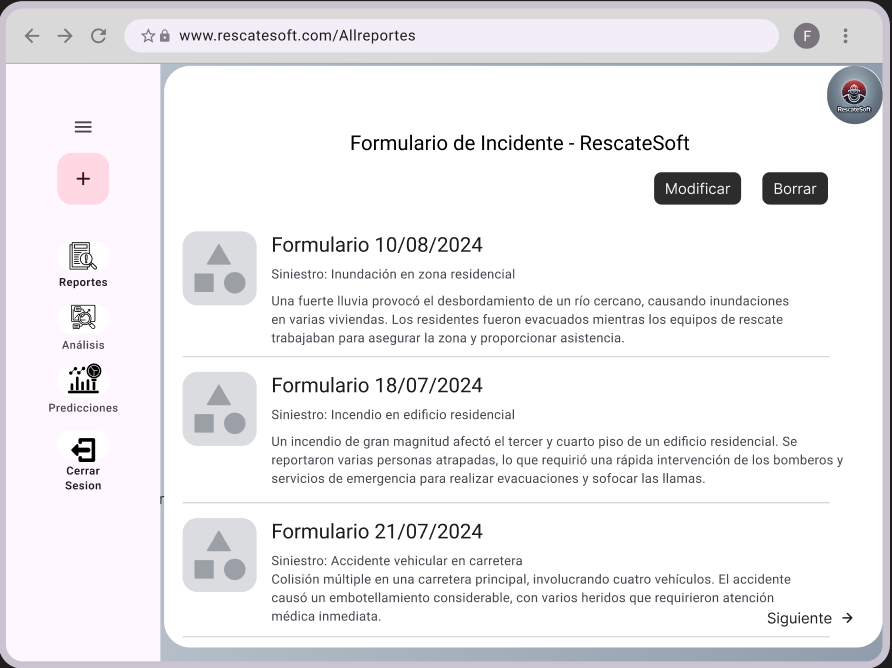 www.rescatesoft.com/Allreportes
F
RescateSoft
Formulario de Incidente - RescateSoft
Modificar
Borrar
+
Reportes
Análisis
Predicciones
Cerrar
Sesion
r
Formulario 10/08/2024
Siniestro: Inundación en zona residencial
Una fuerte lluvia provocó el desbordamiento de un río cercano, causando inundaciones
en varias viviendas. Los residentes fueron evacuados mientras los equipos de rescate
trabajaban para asegurar la zona y proporcionar asistencia.
Formulario 18/07/2024
Siniestro: Incendio en edificio residencial
Un incendio de gran magnitud afectó el tercer y cuarto piso de un edificio residencial. Se
reportaron varias personas atrapadas, lo que requirió una rápida intervención de los bomberos y
servicios de emergencia para realizar evacuaciones y sofocar las llamas.
Formulario 21/07/2024
Siniestro: Accidente vehicular en carretera
Colisión múltiple en una carretera principal, involucrando cuatro vehículos. El accidente
causó un embotellamiento considerable, con varios heridos que requirieron atención
médica inmediata.
Siguiente →